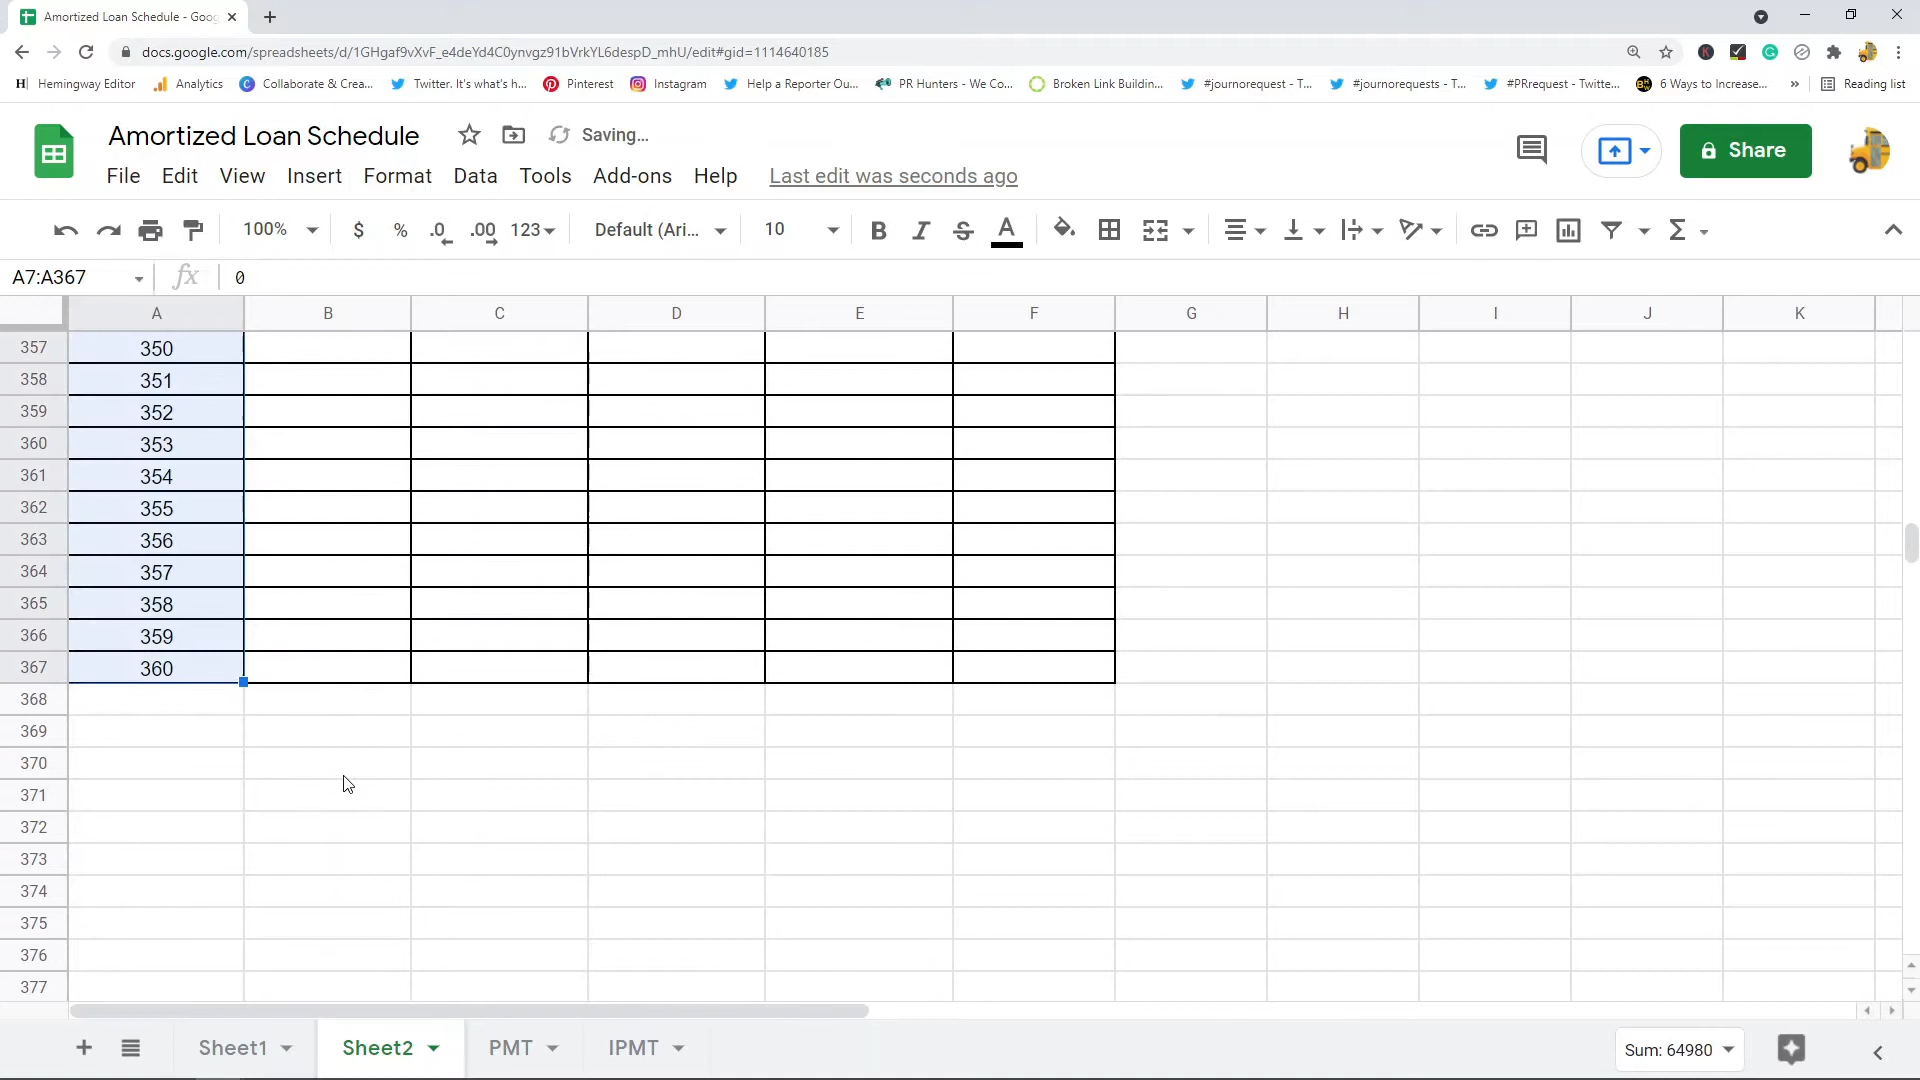 Amortized Loan Schedule - Goog
docs.google.com/spreadsheets/d/1GHgaf9vXvF_e4deYd4C0ynvgz91bVrkYL6despD_mhU/edit#gid=1114640185
Hemingway Editor Analytics Collaborate & Crea... Twitter. It's what's h... Pinterest Instagram Help a Reporter Ou... PR Hunters - We Co... Broken Link Building... #journorequest - T... #journorequests - T... #PRrequest - Twitte... 6 Ways to Increase... » Reading list
Amortized Loan Schedule Saving...
Share
File Edit View Insert Format Data Tools Add-ons Help Last edit was seconds ago
100% $ % .0 .00 123 Default (Ari... 10 B I S A Σ
A7:A367 fx 0
A B C D E F G H I J K
357 350
358 351
359 352
360 353
361 354
362 355
363 356
364 357
365 358
366 359
367 360
368
369
370
371
372
373
374
375
376
377
+ Sheet1 Sheet2 PMT IPMT Sum: 64980